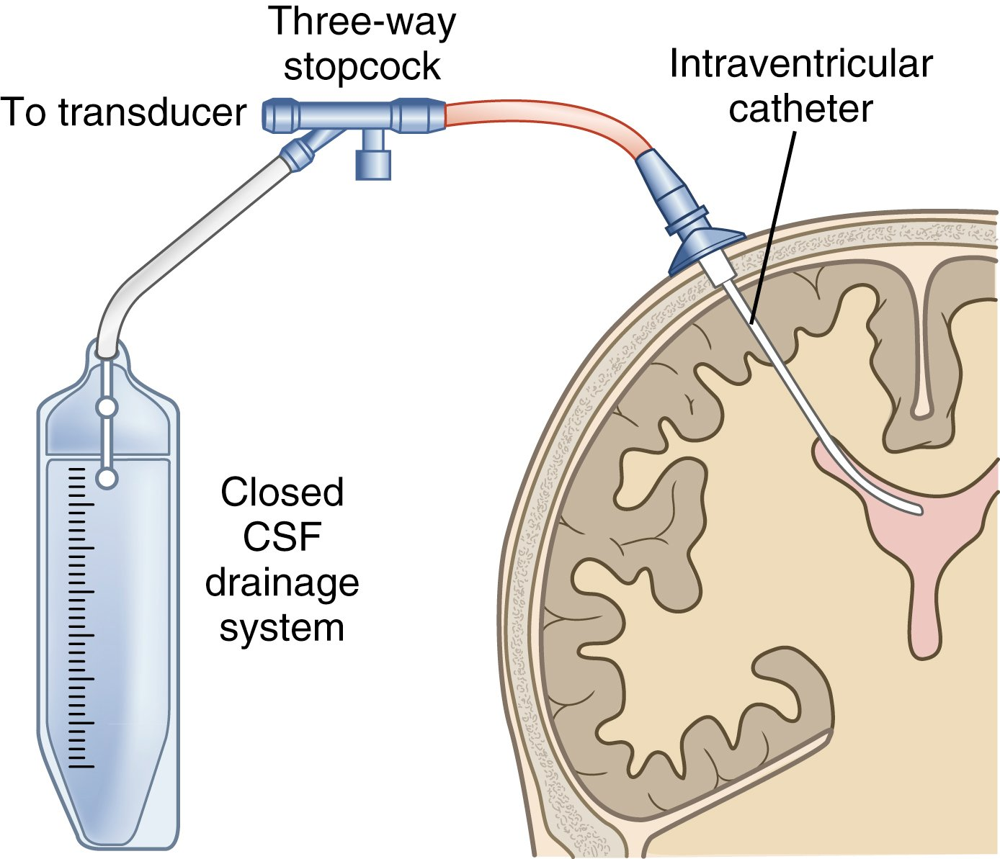 Three-way
stopcock
To transducer
Intraventricular
catheter
Closed
CSF
drainage
system